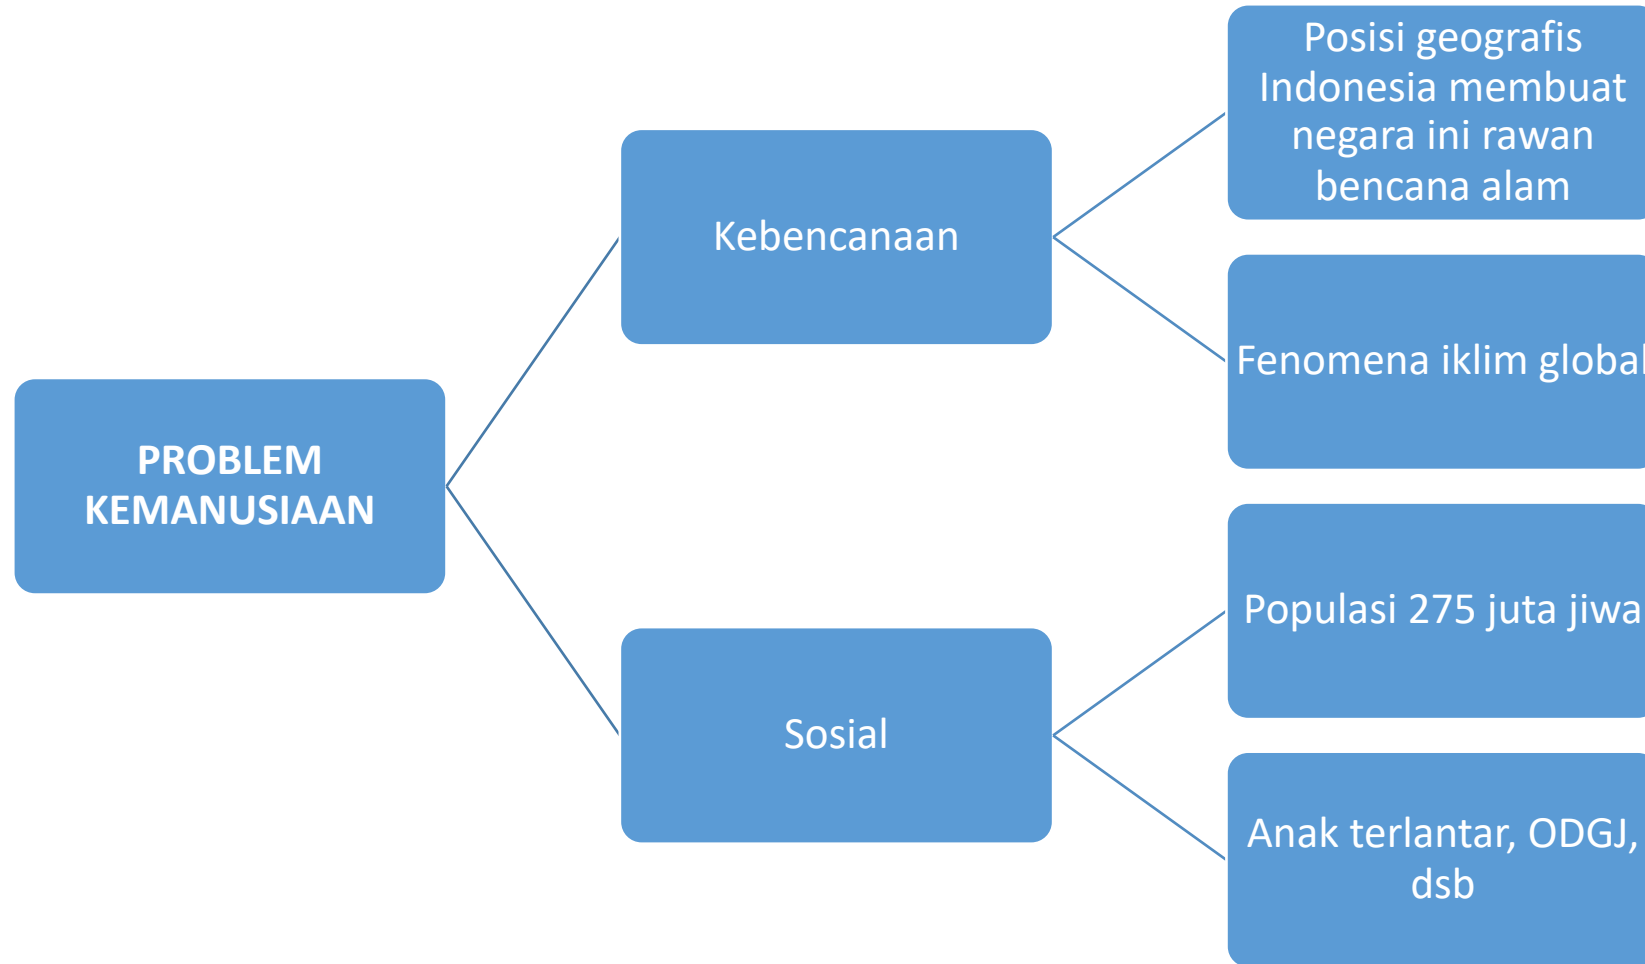 PROBLEM
KEMANUSIAAN
Kebencanaan
Posisi geografis
Indonesia membuat
negara ini rawan
bencana alam
Fenomena iklim global
Sosial
Populasi 275 juta jiwa
Anak terlantar, ODGJ,
dsb